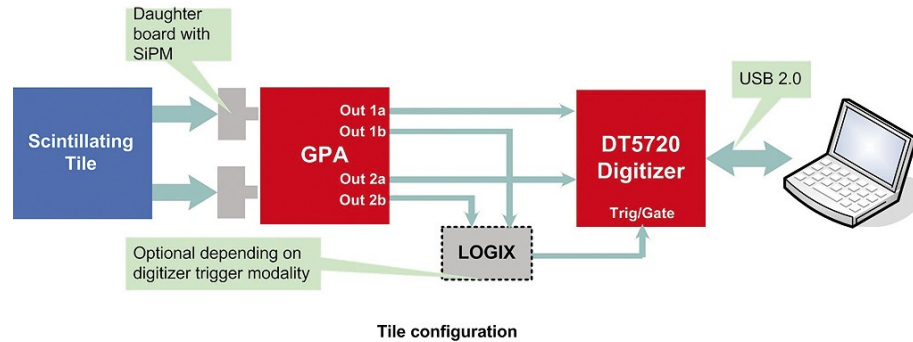 Daughter
board with
SiPM
USB 2.0
Scintillating
Tile
GPA
Out 1a
Out 1b
Out 2a
Out 2b
DT5720
Digitizer
Trig/Gate
LOGIX
Optional depending on
digitizer trigger modality
Tile configuration